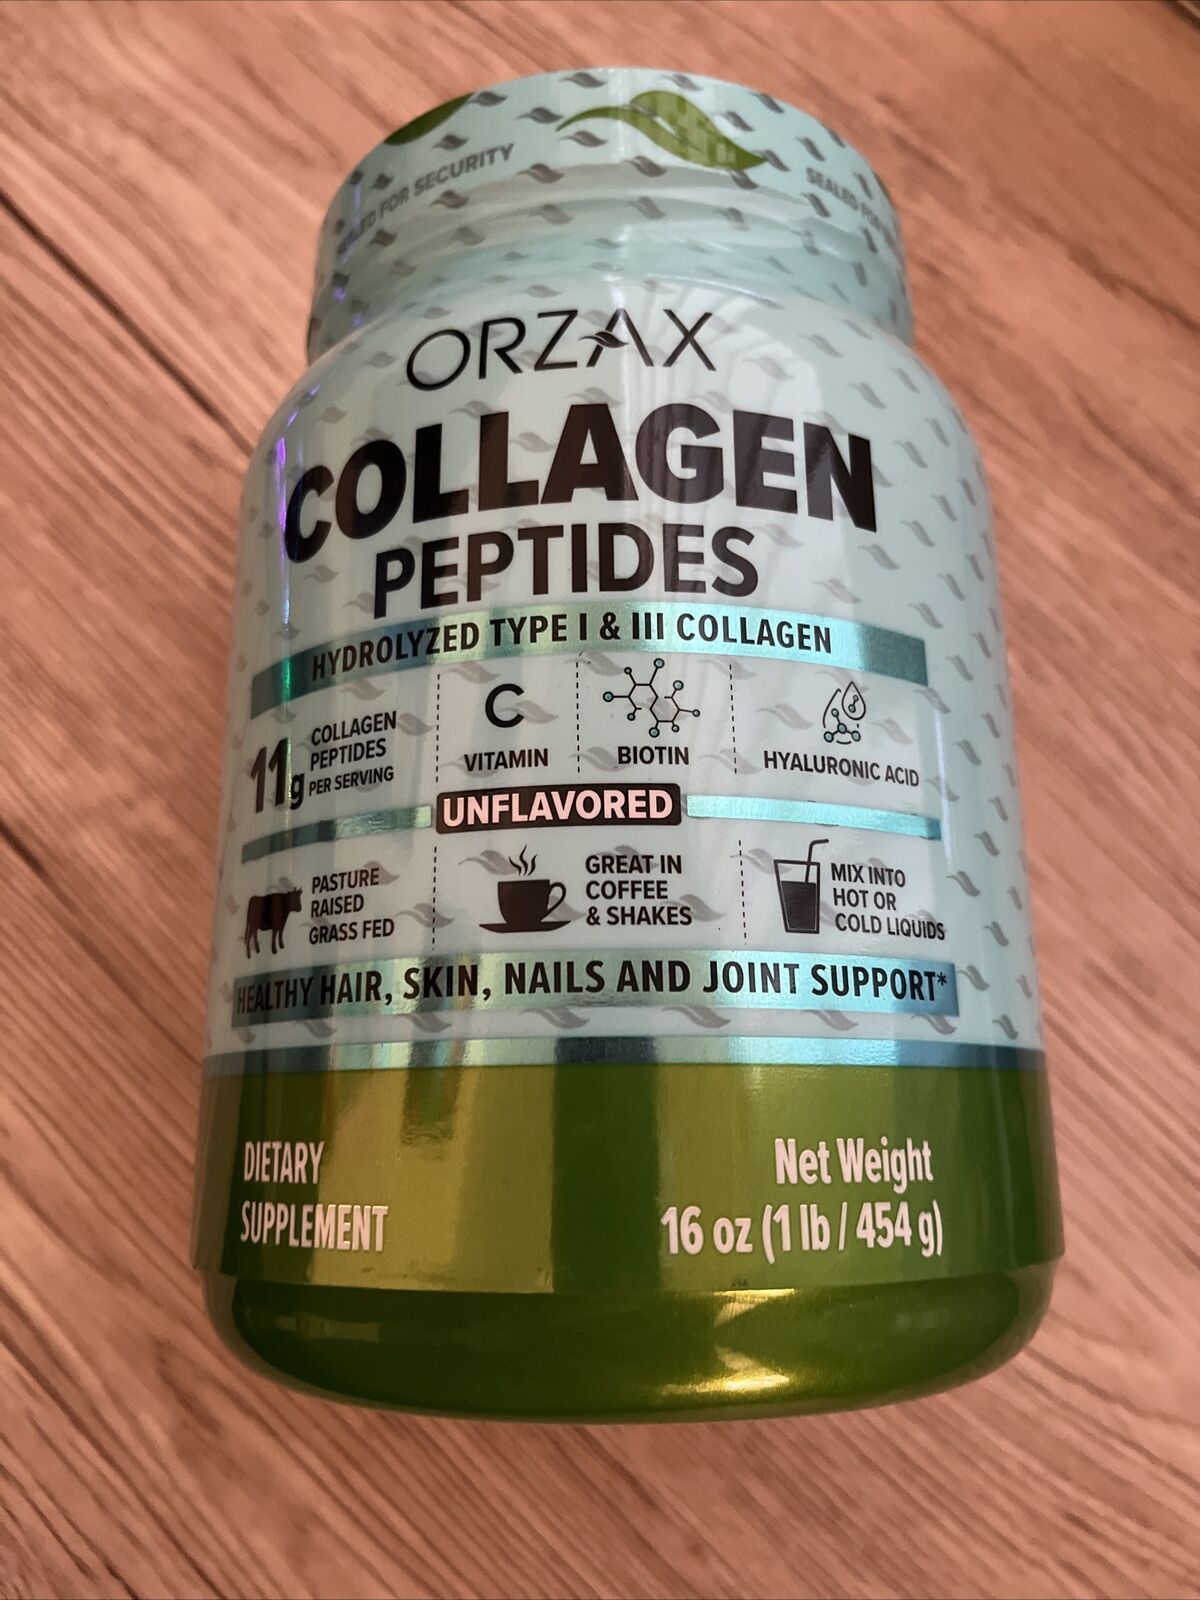 SEALED FOR SECURITY
SEALED FOR
ORZAX
COLLAGEN
PEPTIDES
HYDROLYZED TYPE I & III COLLAGEN
11g COLLAGEN
PEPTIDES
PER SERVING
C
VITAMIN
BIOTIN
HYALURONIC ACID
UNFLAVORED
PASTURE
RAISED
GRASS FED
GREAT IN
COFFEE
& SHAKES
MIX INTO
HOT OR
COLD LIQUIDS
HEALTHY HAIR, SKIN, NAILS AND JOINT SUPPORT*
DIETARY
SUPPLEMENT
Net Weight
16 oz (1 lb / 454 g)